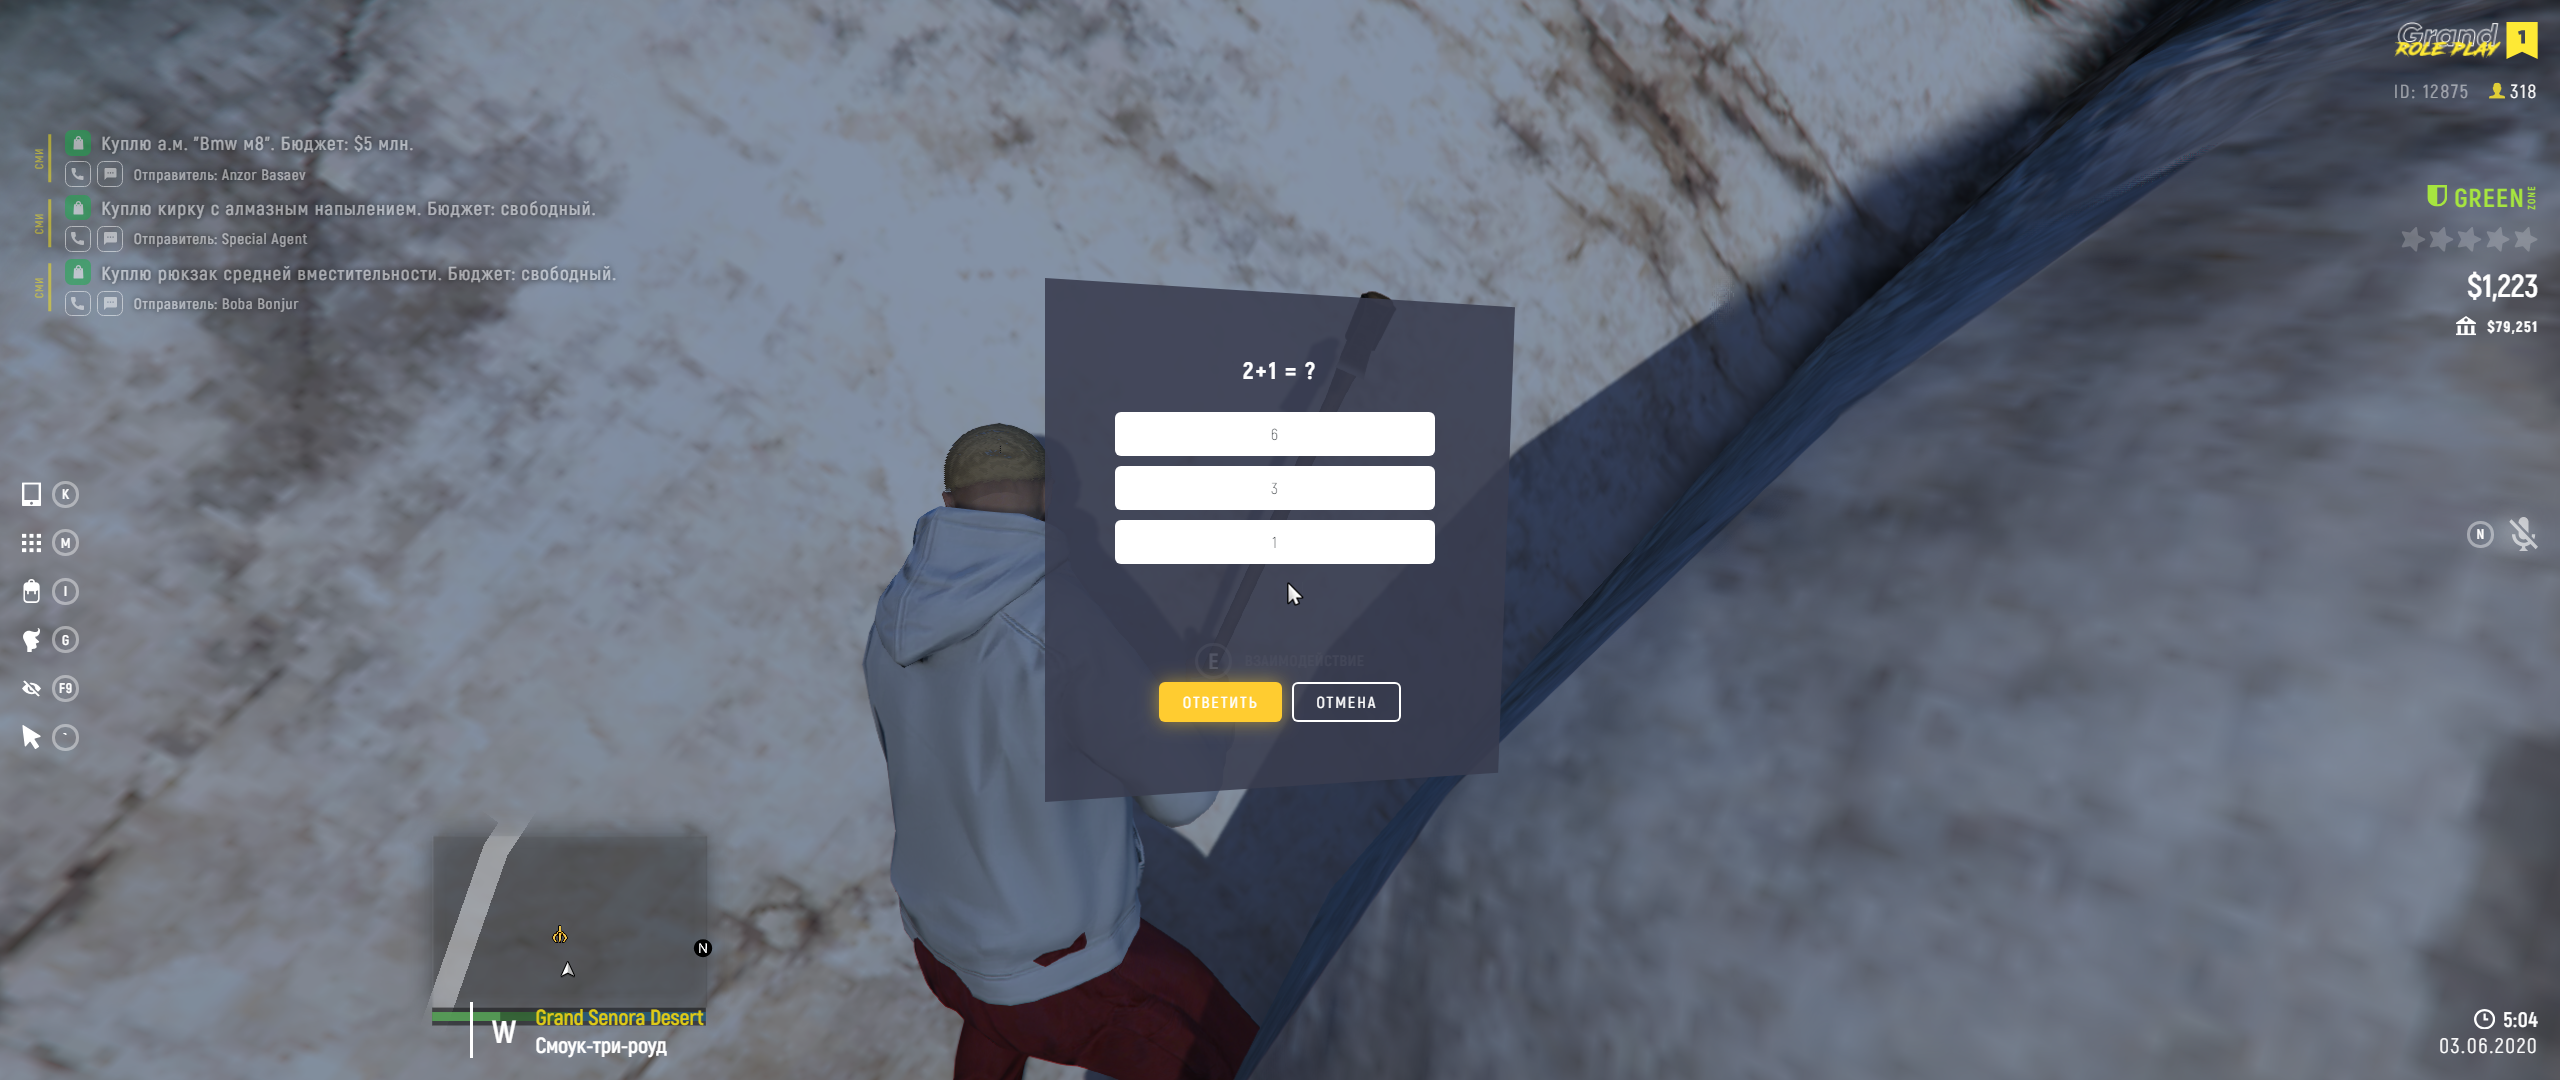 Grand
ROLE PLAY
1
ID: 12875
318
СМИ
Куплю а.м. "Bmw м8". Бюджет: $5 млн.
Отправитель: Anzor Basaev
СМИ
Куплю кирку с алмазным напылением. Бюджет: свободный.
Отправитель: Special Agent
СМИ
Куплю рюкзак средней вместительности. Бюджет: свободный.
Отправитель: Boba Bonjur
GREEN ZONE
$1,223
$79,251
2+1 = ?
6
3
1
E ВЗАИМОДЕЙСТВИЕ
ОТВЕТИТЬ
ОТМЕНА
K
M
I
G
F9
`
N
N
W
Grand Senora Desert
Смоук-три-роуд
5:04
03.06.2020